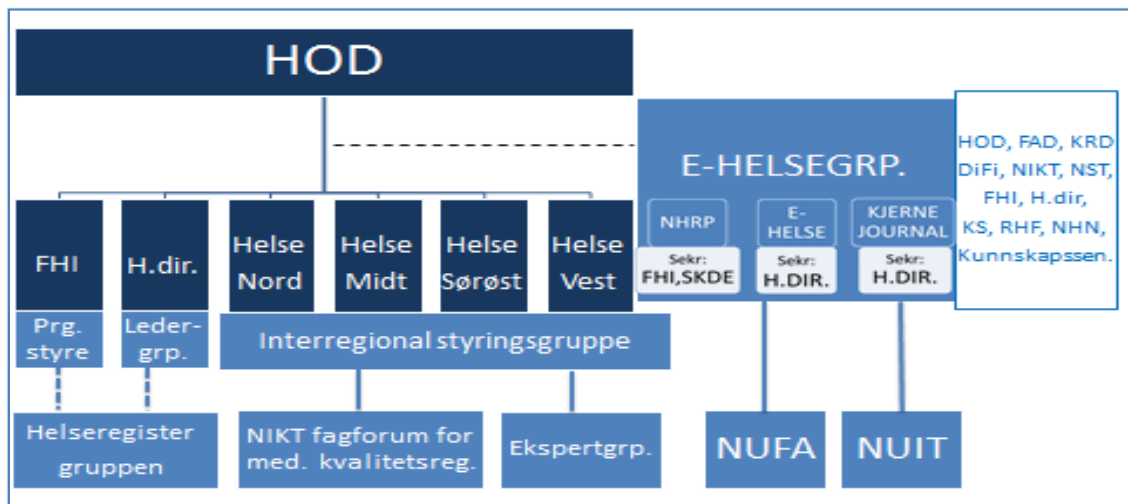 HOD
E-HELSEGRP.
HOD, FAD, KRD
DiFi, NIKT, NST,
FHI, H.dir,
KS, RHF, NHN,
Kunnskapssen.
NHRP
Sekr:
FHI,SKDE
E-
HELSE
Sekr:
H.DIR.
KJERNE
JOURNAL
Sekr:
H.DIR.
FHI
H.dir.
Helse
Nord
Helse
Midt
Helse
Sørøst
Helse
Vest
Prg.
styre
Leder-
grp.
Interregional styringsgruppe
Helseregister
gruppen
NIKT fagforum for
med. kvalitetsreg.
Ekspertgrp.
NUFA
NUIT